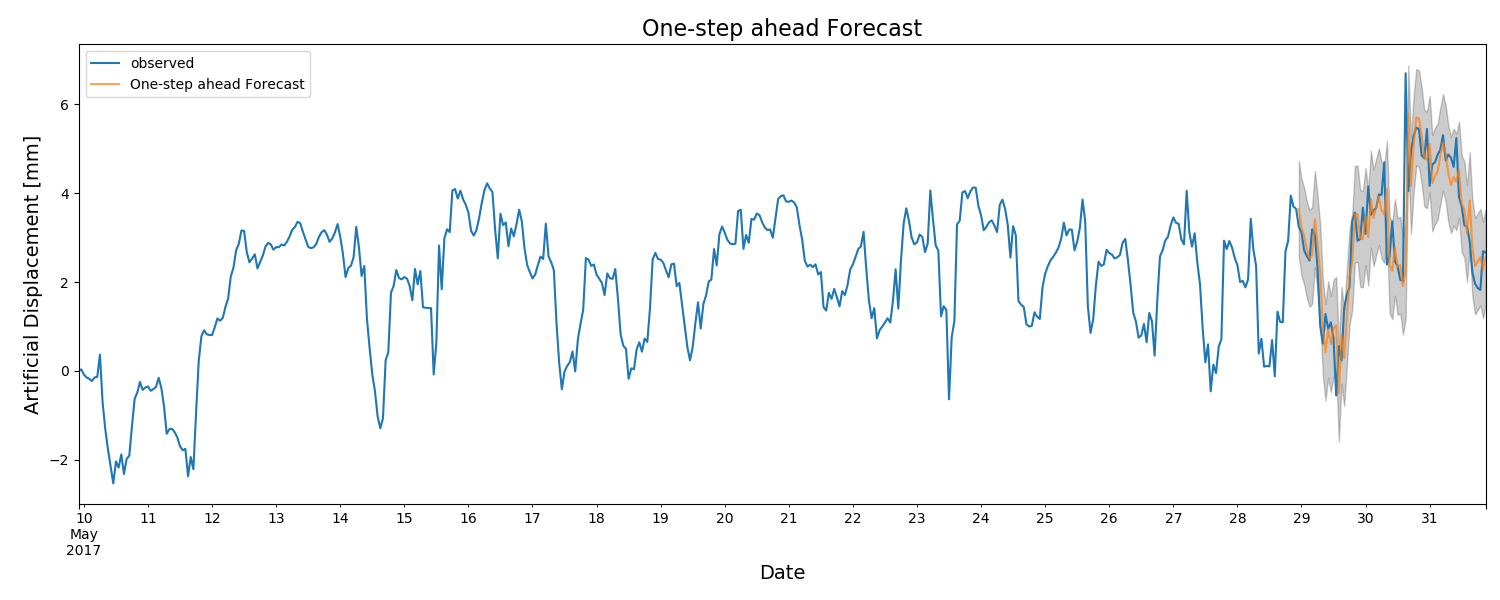 One-step ahead Forecast
observed
One-step ahead Forecast
Artificial Displacement [mm]
6
4
2
0
−2
10 11 12 13 14 15 16 17 18 19 20 21 22 23 24 25 26 27 28 29 30 31
May
2017
Date